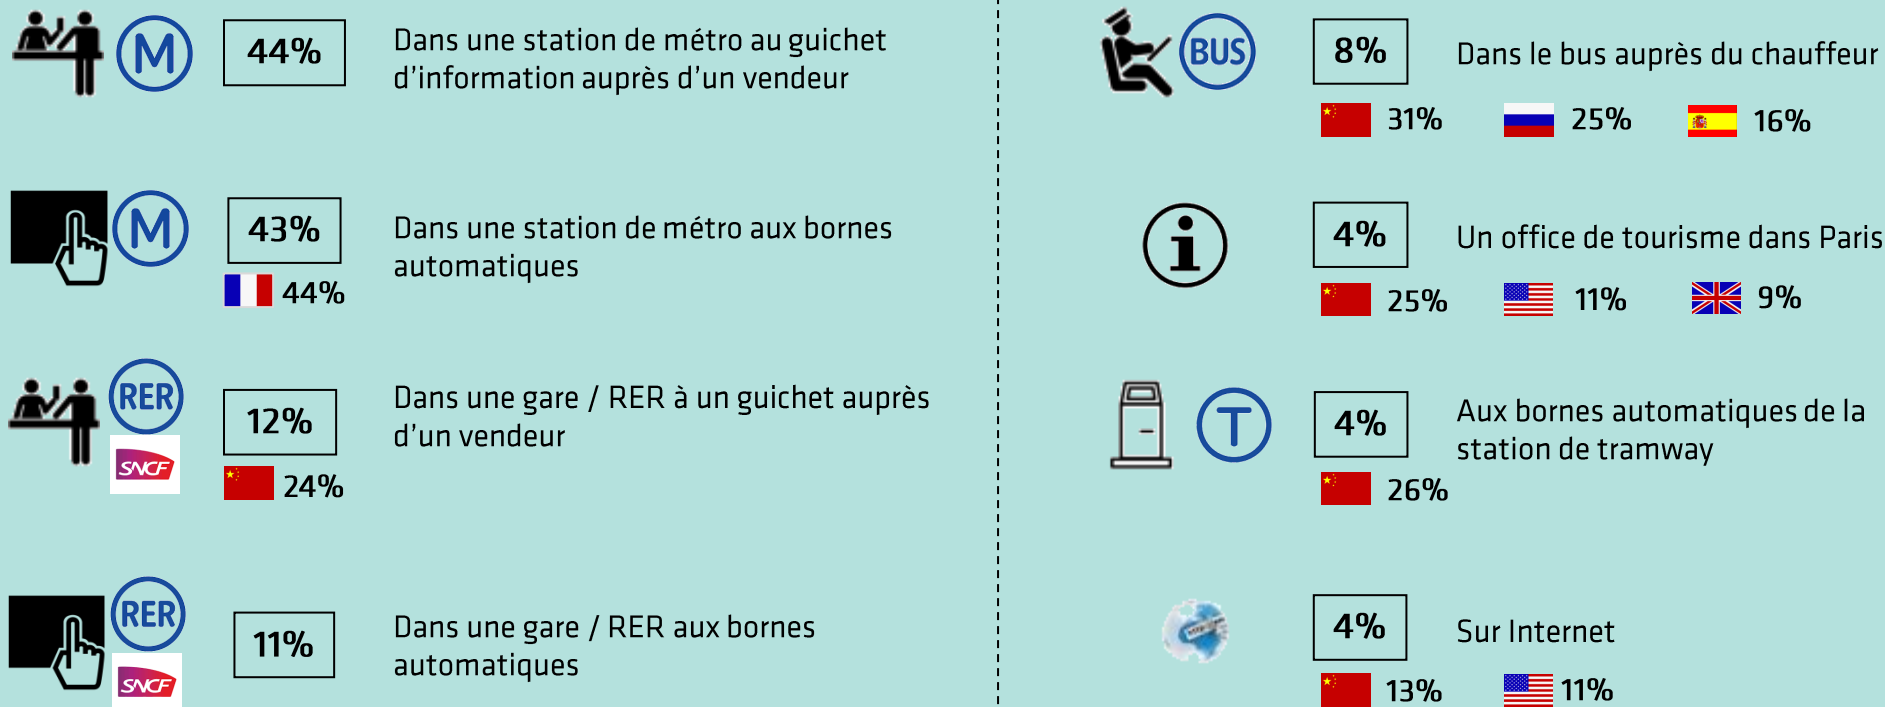 M
44%
Dans une station de métro au guichet
d'information auprès d'un vendeur
M
43%
44%
Dans une station de métro aux bornes
automatiques
RER
SNCF
12%
24%
Dans une gare / RER à un guichet auprès
d'un vendeur
RER
SNCF
11%
Dans une gare / RER aux bornes
automatiques
BUS
8%
Dans le bus auprès du chauffeur
31% 25% 16%
i
4%
Un office de tourisme dans Paris
25% 11% 9%
T
4%
Aux bornes automatiques de la
station de tramway
26%
4%
Sur Internet
13% 11%